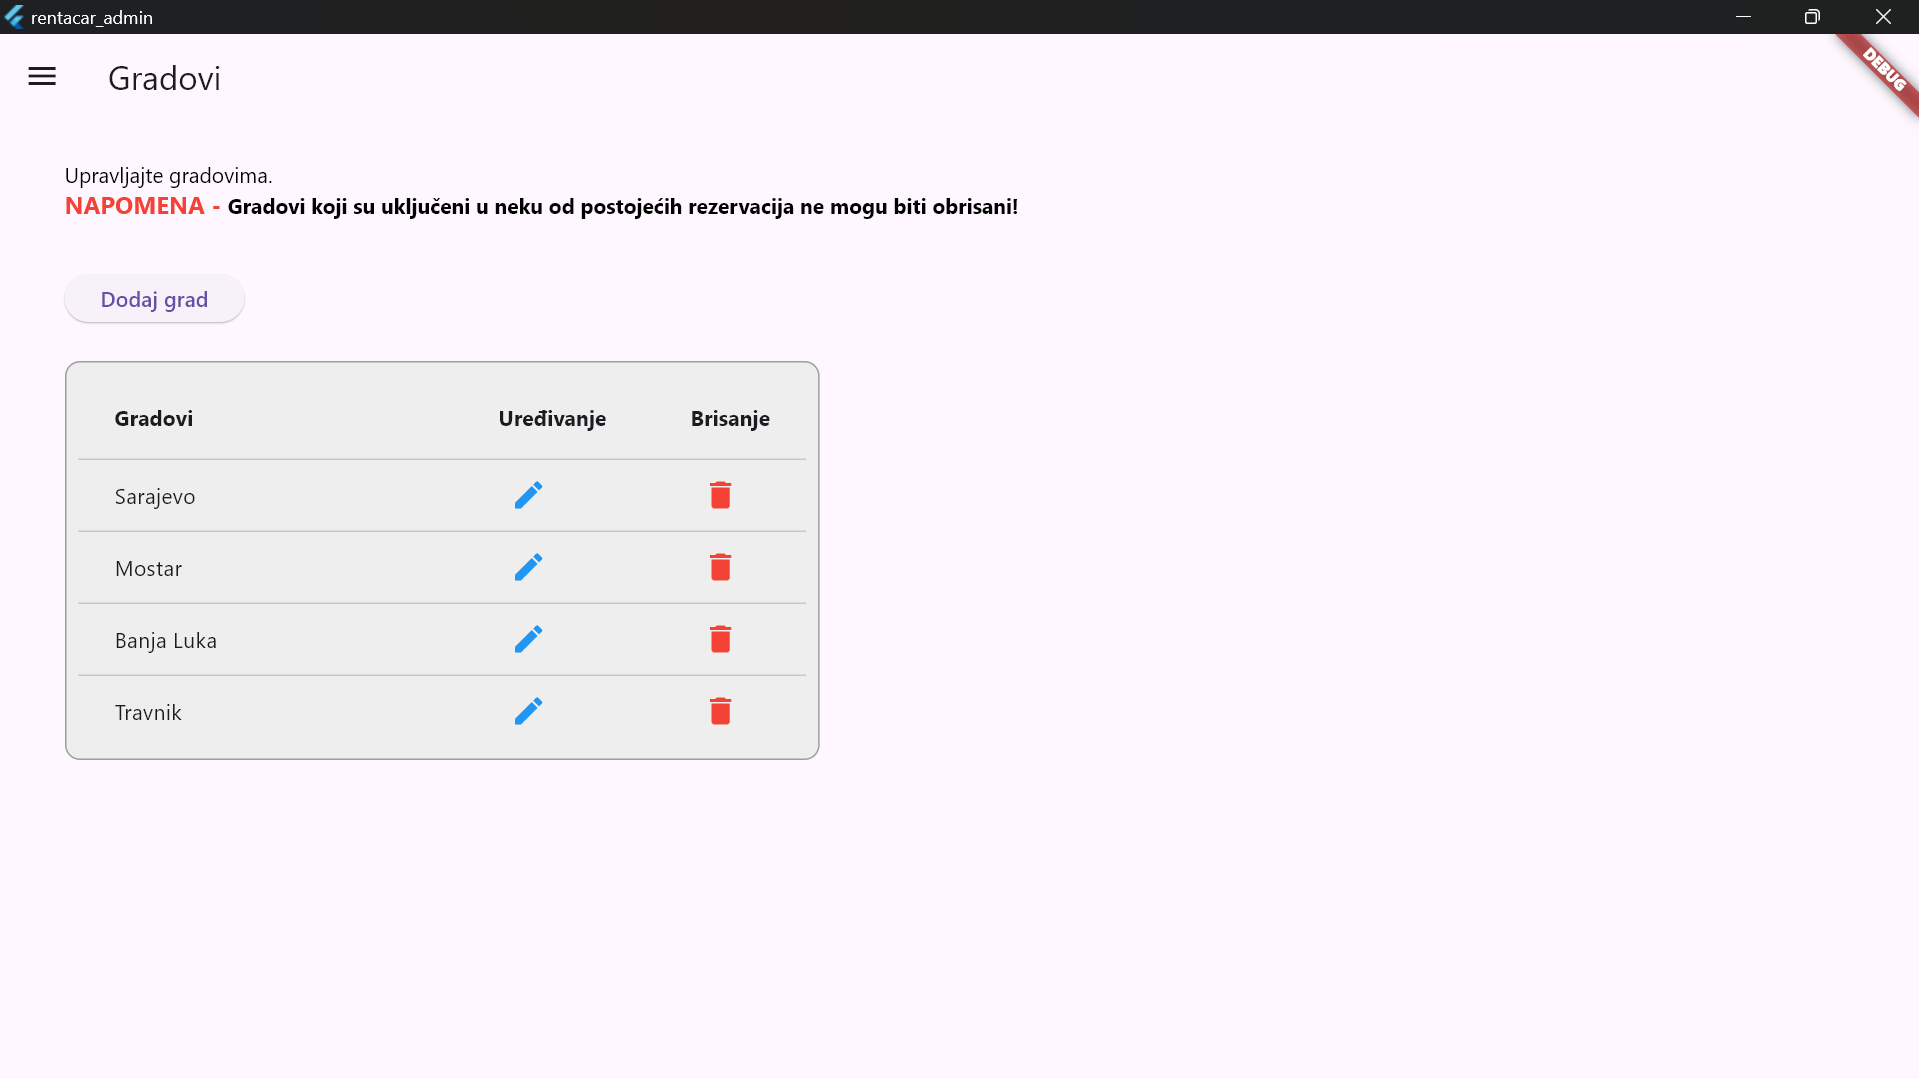 rentacar_admin
DEBUG
Gradovi
Upravljajte gradovima.
NAPOMENA - Gradovi koji su uključeni u neku od postojećih rezervacija ne mogu biti obrisani!
Dodaj grad
Gradovi Uređivanje Brisanje
Sarajevo
Mostar
Banja Luka
Travnik